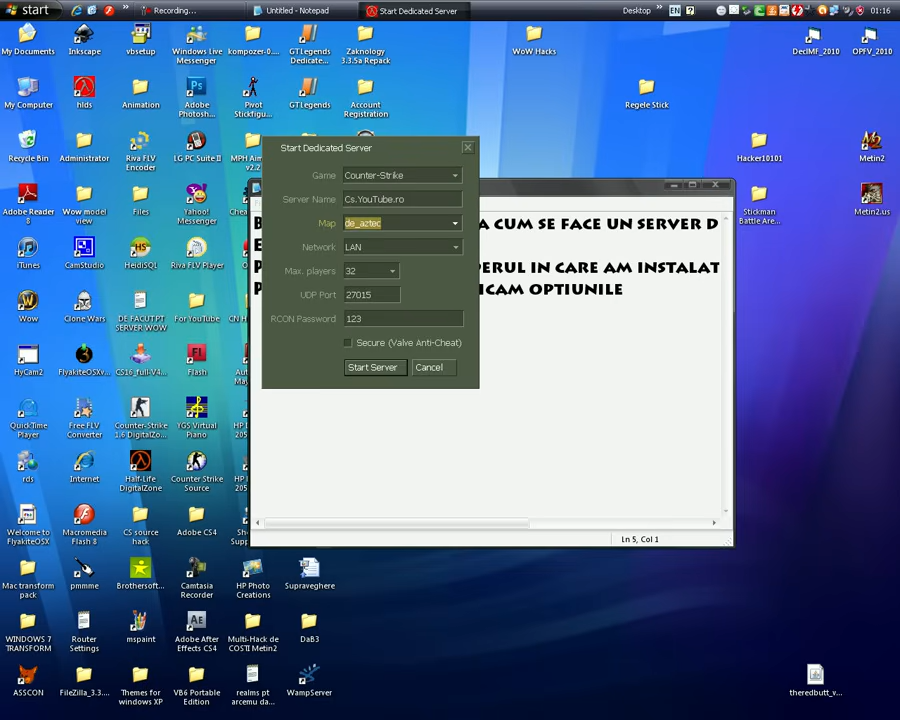 start
Recording...
Untitled - Notepad
Start Dedicated Server
Desktop
EN
01:16
My Documents
Inkscape
vbsetup
Windows Live Messenger
kompozer-0....
GTLegends Dedicate...
Zaknology 3.3.5a Repack
WoW Hacks
DeclMF_2010
OPFV_2010
My Computer
hlds
Animation
Adobe Photosh...
Pivot Stickfigu...
GTLegends
Account Registration
Regele Stick
Recycle Bin
Administrator
Riva FLV Encoder
LG PC Suite II
MPH
v2.2
Hacker10101
Metin2
Adobe Reader 8
Wow model view
Files
Yahoo! Messenger
Stickman Battle Are...
Metin2.us
iTunes
CamStudio
HeidiSQL
Riva FLV Player
Wow
Clone Wars
DE FACUT PT SERVER WOW
For YouTube
HyCam2
FlyakiteOSXv...
CS16_full-V4...
Flash
QuickTime Player
Free FLV Converter
Counter-Strike 1.6 DigitalZo...
YGS Virtual Piano
rds
Internet
Half-Life DigitalZone
Counter Strike Source
Welcome to FlyakiteOSX
Macromedia Flash 8
CS source hack
Adobe CS4
Mac transform pack
pmmme
Brothersoft...
Camtasia Recorder
HP Photo Creations
Supraveghere
WINDOWS 7 TRANSFORM
Router Settings
mspaint
Adobe After Effects CS4
Multi-Hack de COSTI Metin2
DaB3
ASSCON
FileZilla_3.3....
Themes for windows XP
VB6 Portable Edition
realms pt arcemu da...
WampServer
theredbutt_v...
Start Dedicated Server
Game Counter-Strike
Server Name Cs.YouTube.ro
Map de_aztec
Network LAN
Max. players 32
UDP Port 27015
RCON Password 123
Secure (Valve Anti-Cheat)
Start Server Cancel
A CUM SE FACE UN SERVER D
ERUL IN CARE AM INSTALAT
ICAM OPTIUNILE
Ln 5, Col 1